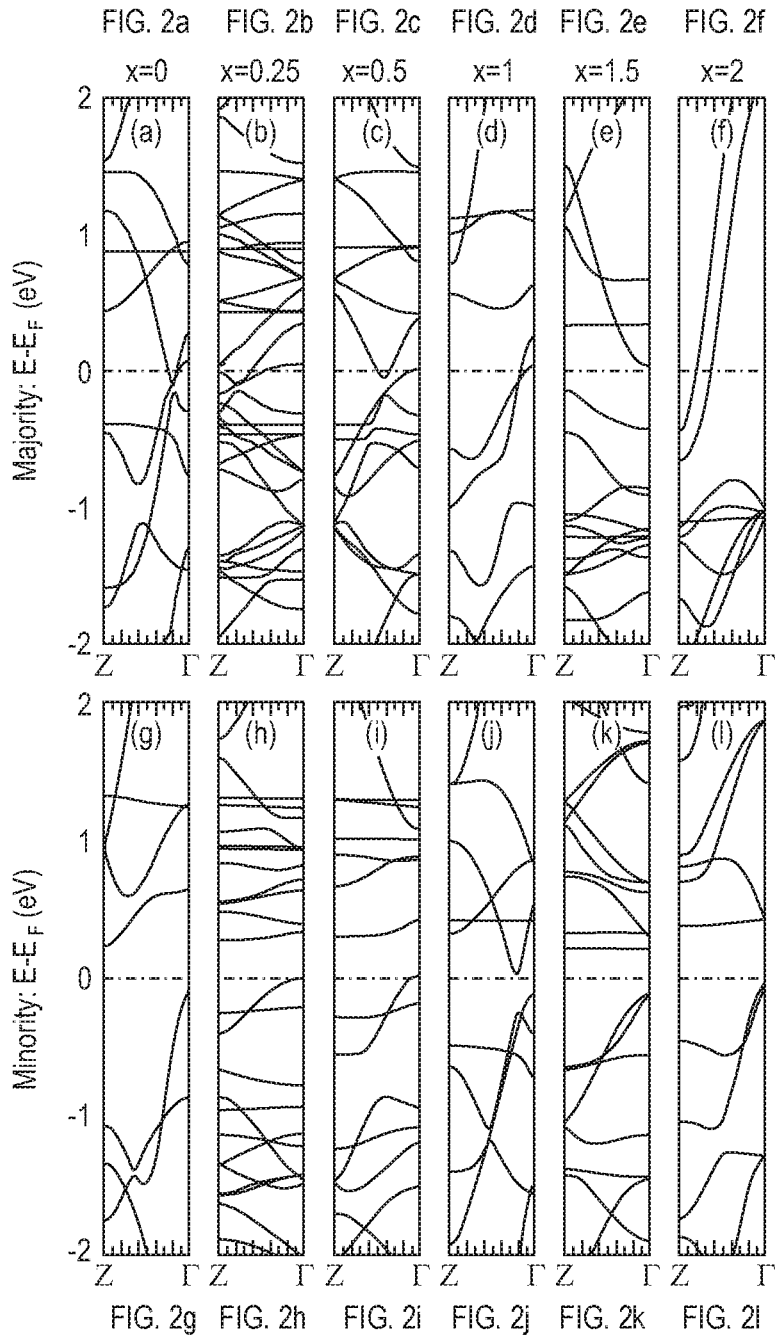 FIG. 2a FIG. 2b FIG. 2c FIG. 2d FIG. 2e FIG. 2f
x=0 x=0.25 x=0.5 x=1 x=1.5 x=2
Majority: E-E_F (eV)
2
1
0
-1
-2
(a) (b) (c) (d) (e) (f)
Z Γ Z Γ Z Γ Z Γ Z Γ Z Γ
Minority: E-E_F (eV)
2
1
0
-1
-2
(g) (h) (i) (j) (k) (l)
Z Γ Z Γ Z Γ Z Γ Z Γ Z Γ
FIG. 2g FIG. 2h FIG. 2i FIG. 2j FIG. 2k FIG. 2l